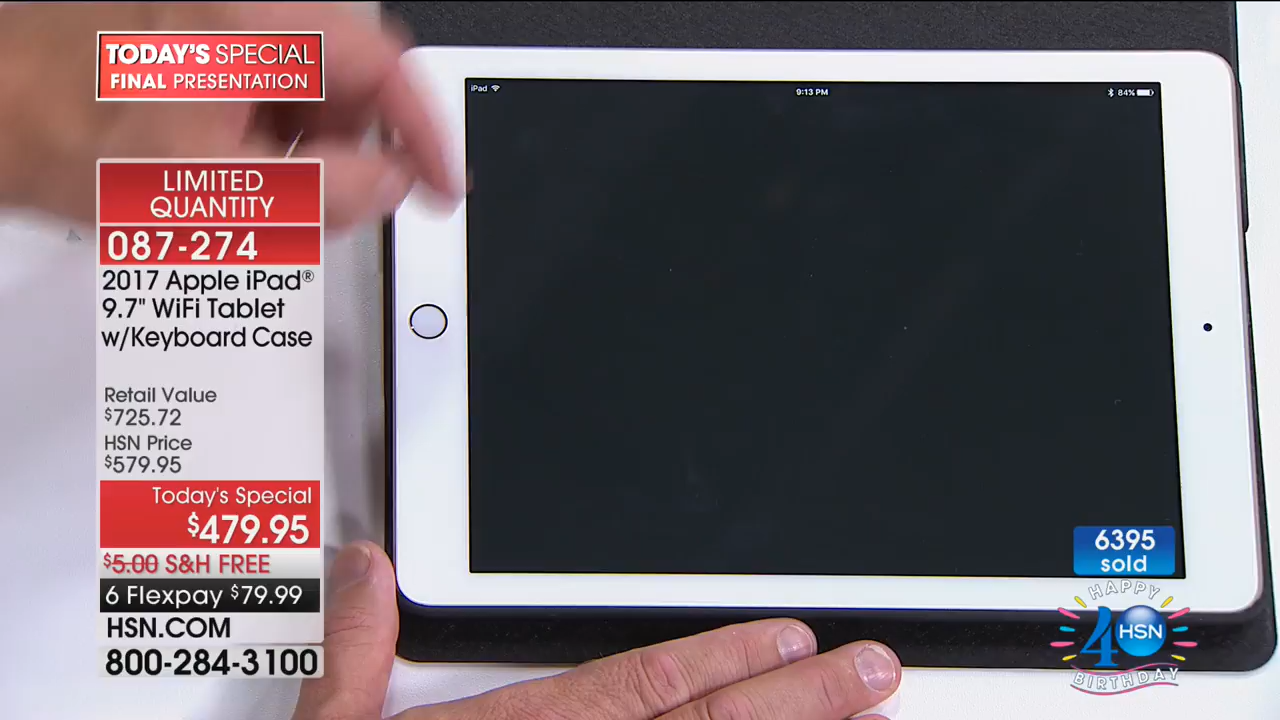 TODAY'S SPECIAL
FINAL PRESENTATION
LIMITED
QUANTITY
087-274
2017 Apple iPad®
9.7" WiFi Tablet
w/Keyboard Case
Retail Value
$725.72
HSN Price
$579.95
Today's Special
$479.95
$5.00 S&H FREE
6 Flexpay $79.99
HSN.COM
800-284-3100
iPad
9:13 PM
84%
6395
sold
HAPPY
40 HSN
BIRTHDAY